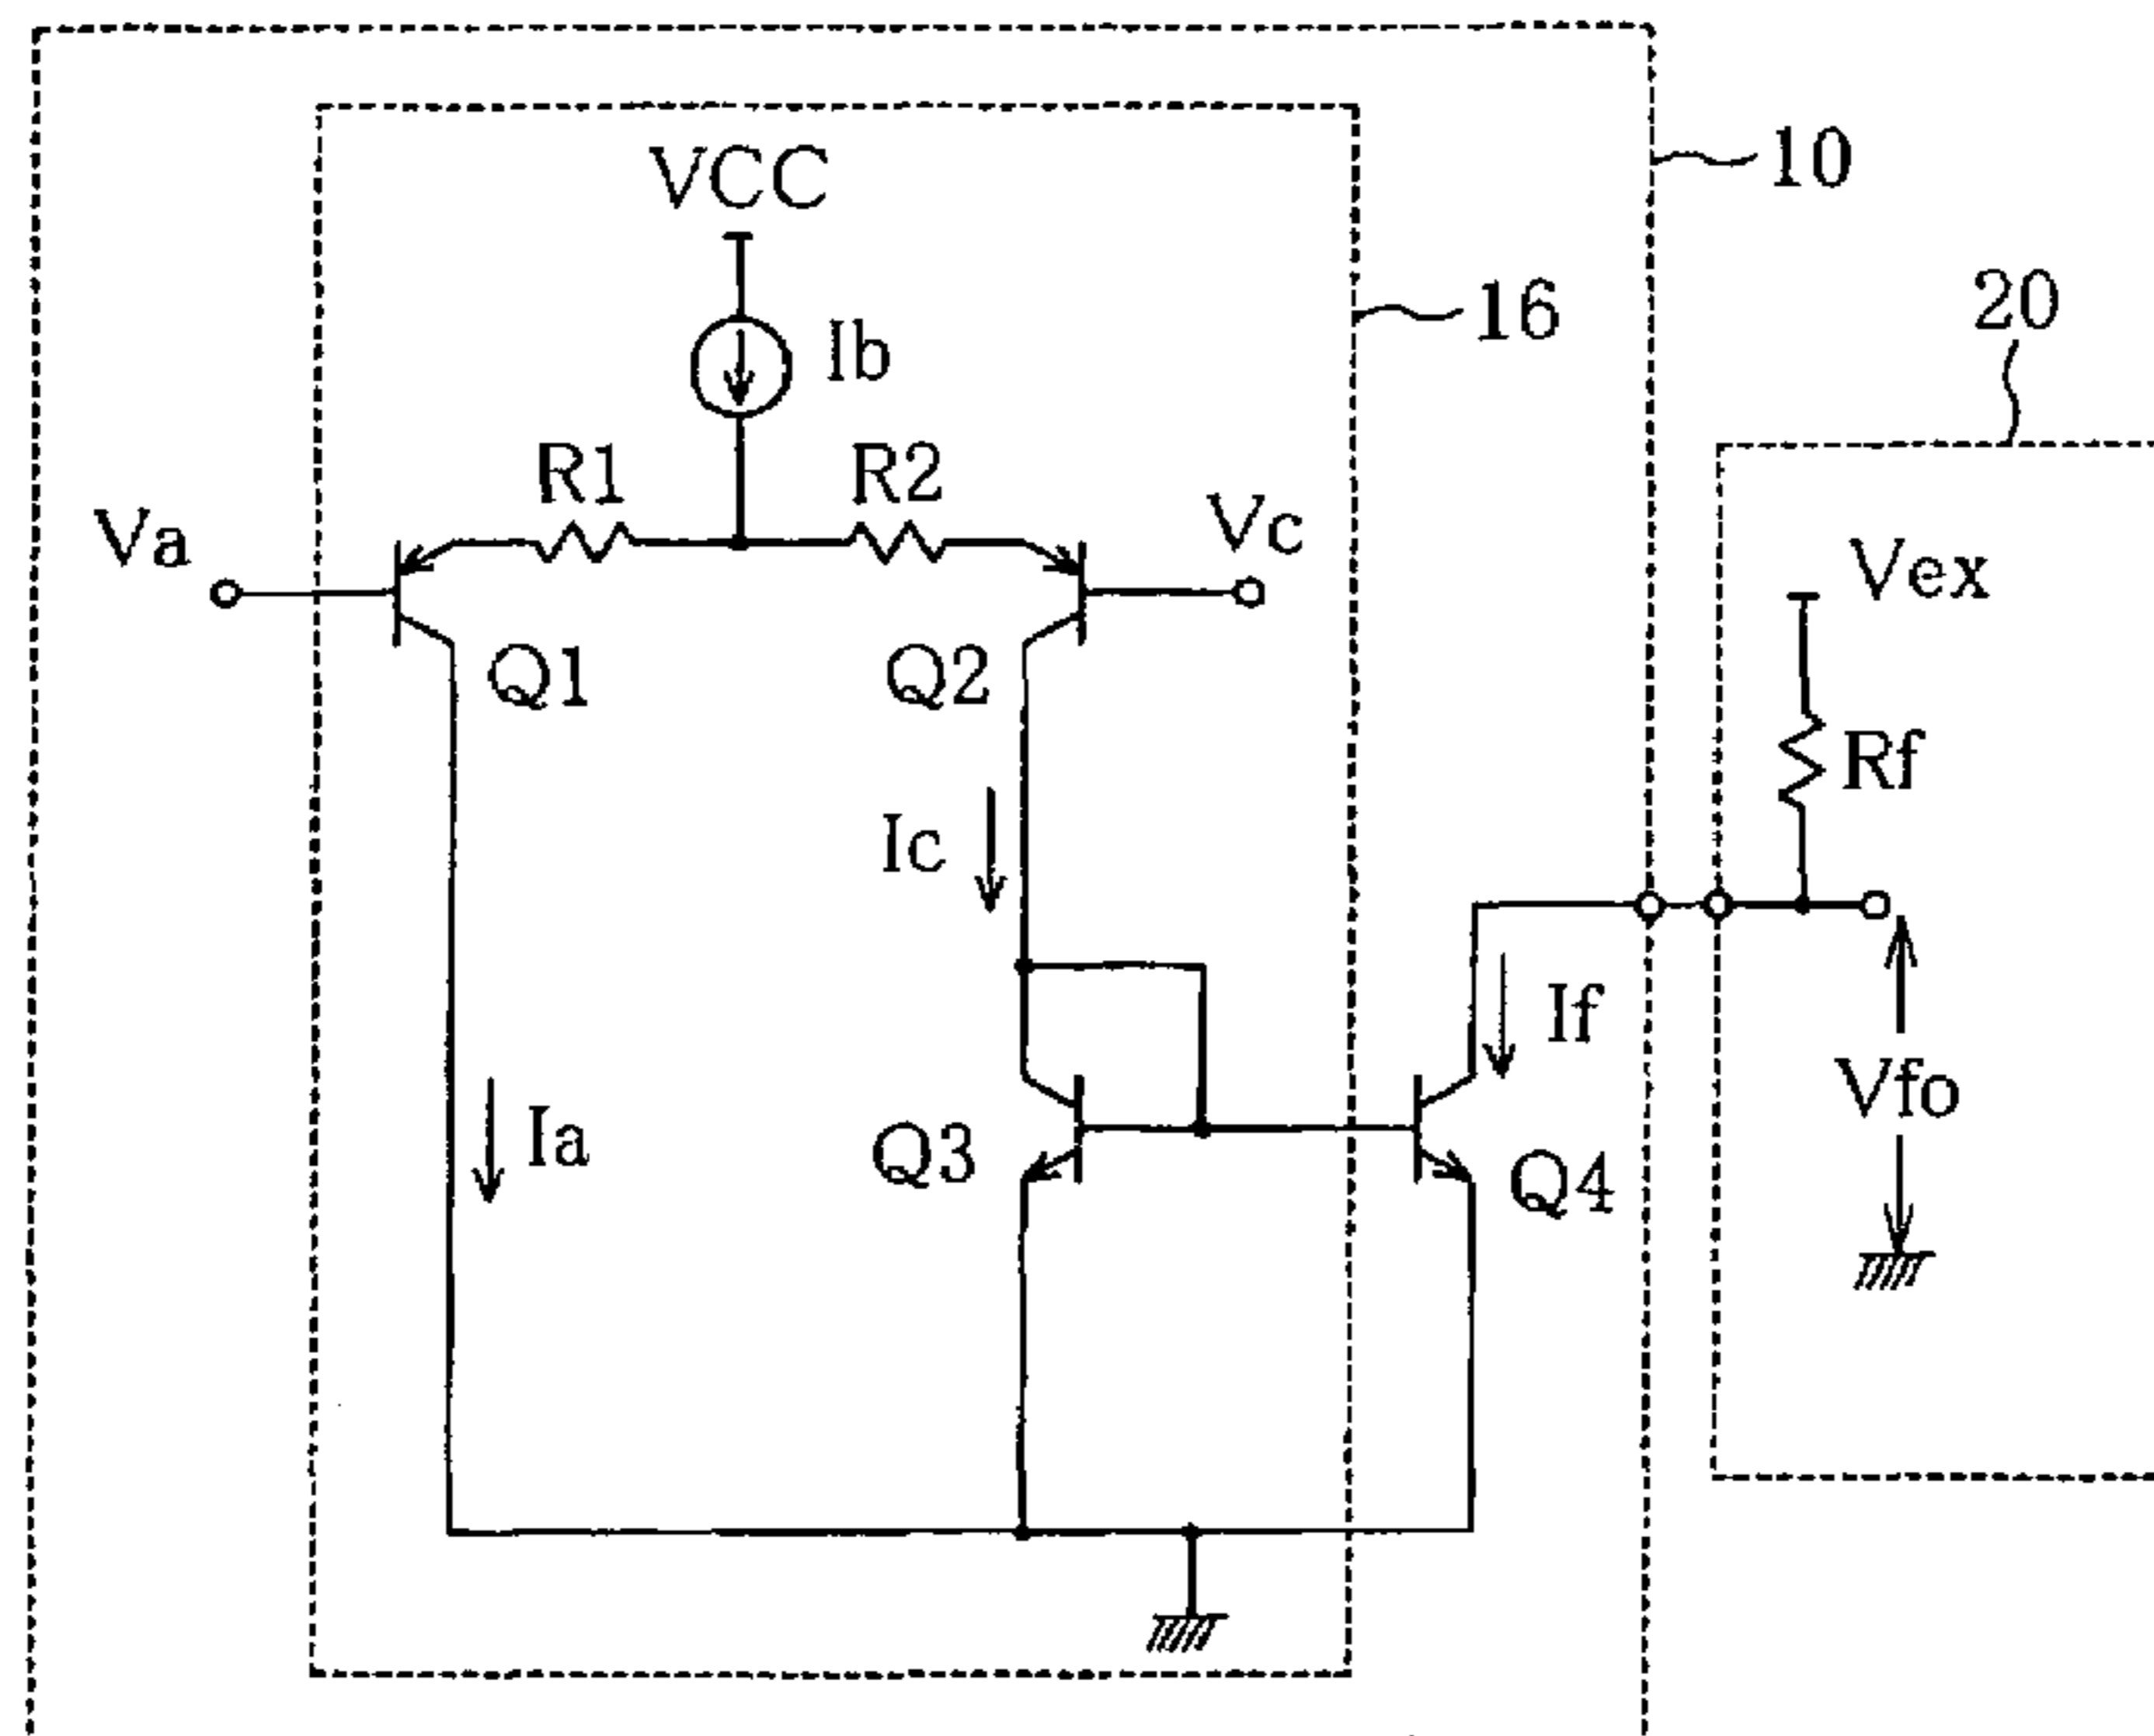 10
VCC
16
20
Ib
R1
R2
Va
Vc
Vex
Q1
Q2
Rf
Ic
If
Ia
Q3
Q4
Vfo